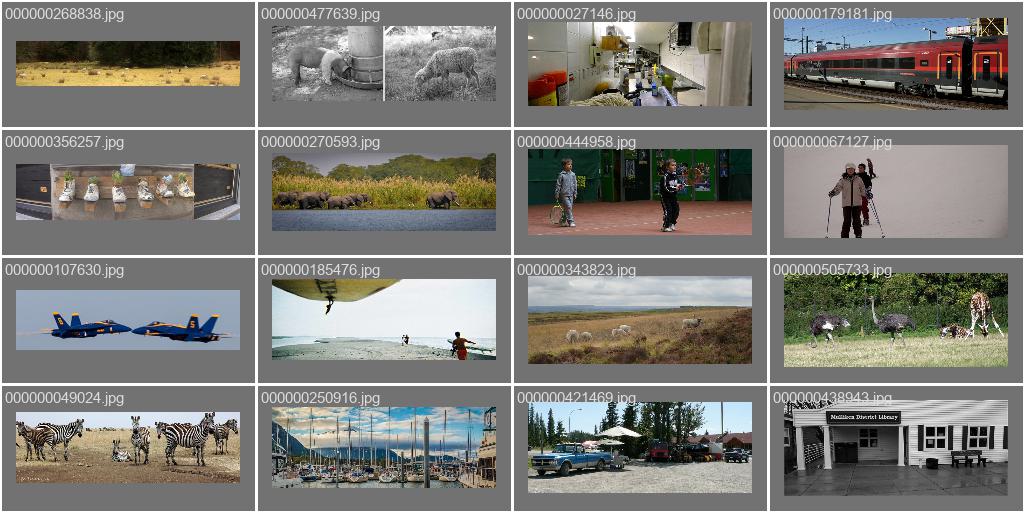 000000268838.jpg
000000477639.jpg
000000027146.jpg
000000179181.jpg
000000356257.jpg
000000270593.jpg
000000444958.jpg
000000067127.jpg
000000107630.jpg
000000185476.jpg
000000343823.jpg
000000505733.jpg
000000049024.jpg
000000250916.jpg
000000421469.jpg
000000438943.jpg
Mulliken District Library